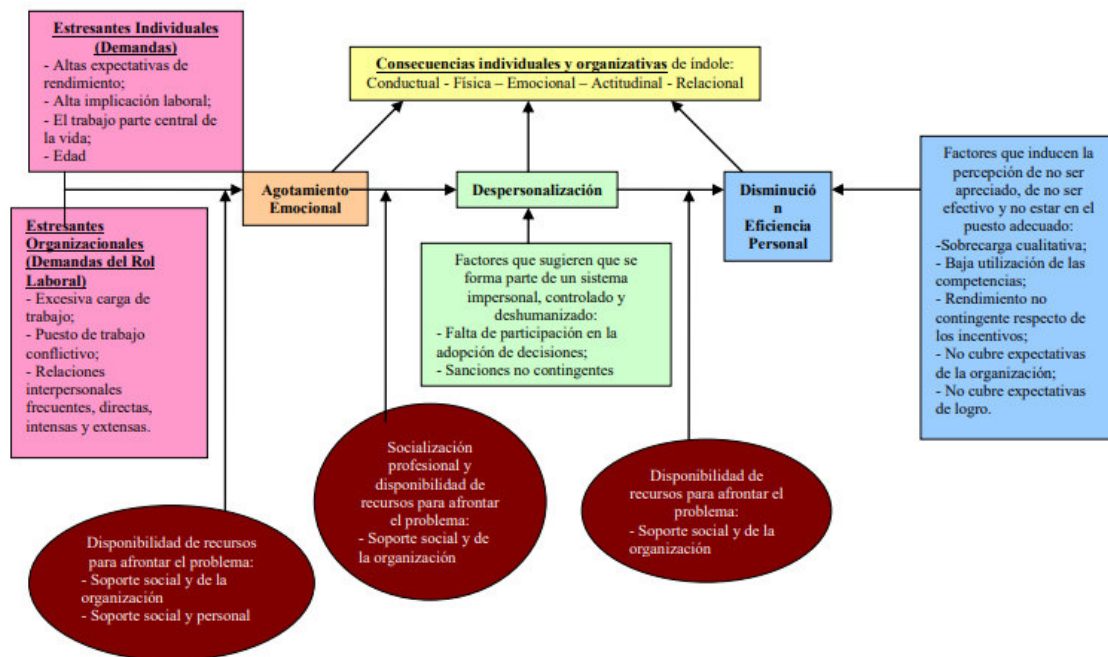 Estresantes Individuales
(Demandas)
- Altas expectativas de
rendimiento;
- Alta implicación laboral;
- El trabajo parte central de
la vida;
- Edad
Consecuencias individuales y organizativas de índole:
Conductual - Física – Emocional – Actitudinal - Relacional
Agotamiento
Emocional
Despersonalización
Disminució
n
Eficiencia
Personal
Factores que inducen la
percepción de no ser
apreciado, de no ser
efectivo y no estar en el
puesto adecuado:
-Sobrecarga cualitativa;
- Baja utilización de las
competencias;
- Rendimiento no
contingente respecto de
los incentivos;
- No cubre expectativas
de la organización;
- No cubre expectativas
de logro.
Estresantes
Organizacionales
(Demandas del Rol
Laboral)
- Excesiva carga de
trabajo;
- Puesto de trabajo
conflictivo;
- Relaciones
interpersonales
frecuentes, directas,
intensas y extensas.
Factores que sugieren que se
forma parte de un sistema
impersonal, controlado y
deshumanizado:
- Falta de participación en la
adopción de decisiones;
- Sanciones no contingentes
Disponibilidad de recursos
para afrontar el problema:
- Soporte social y de la
organización
- Soporte social y personal
Socialización
profesional y
disponibilidad de
recursos para afrontar
el problema:
- Soporte social y de
la organización
Disponibilidad de
recursos para afrontar el
problema:
- Soporte social y de la
organización